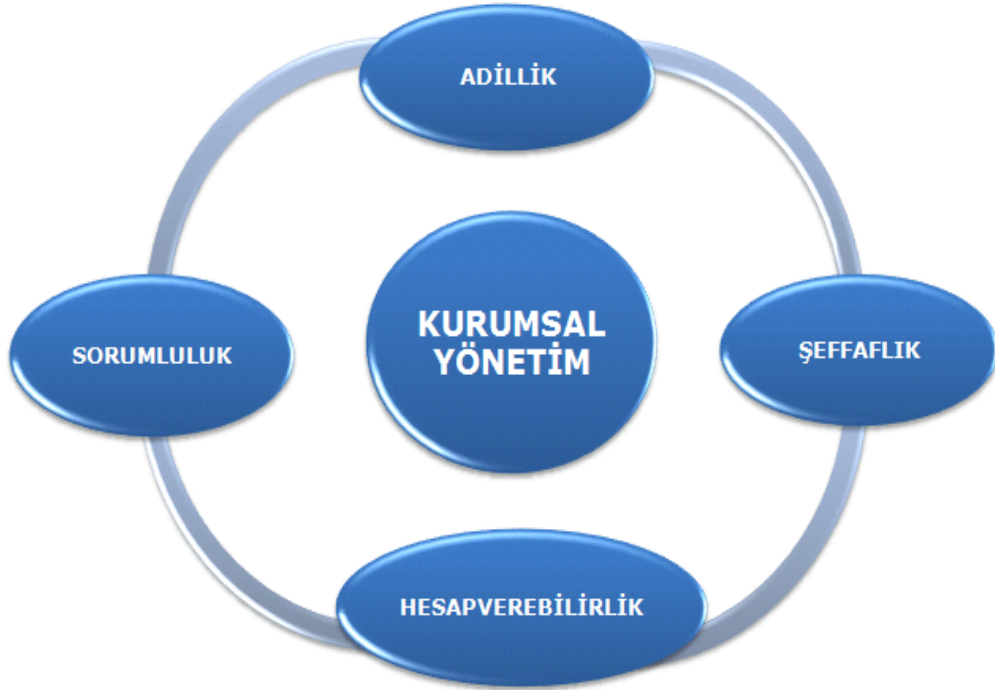 ADİLLİK
KURUMSAL
YÖNETİM
SORUMLULUK
ŞEFFAFLIK
HESAPVEREBİLİRLİK